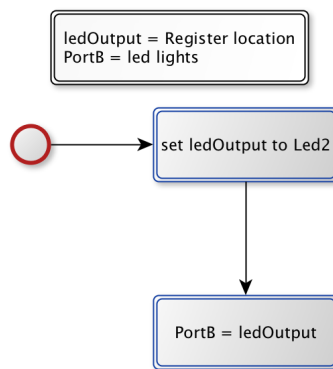 ledOutput = Register location
PortB = led lights
set ledOutput to Led2
PortB = ledOutput